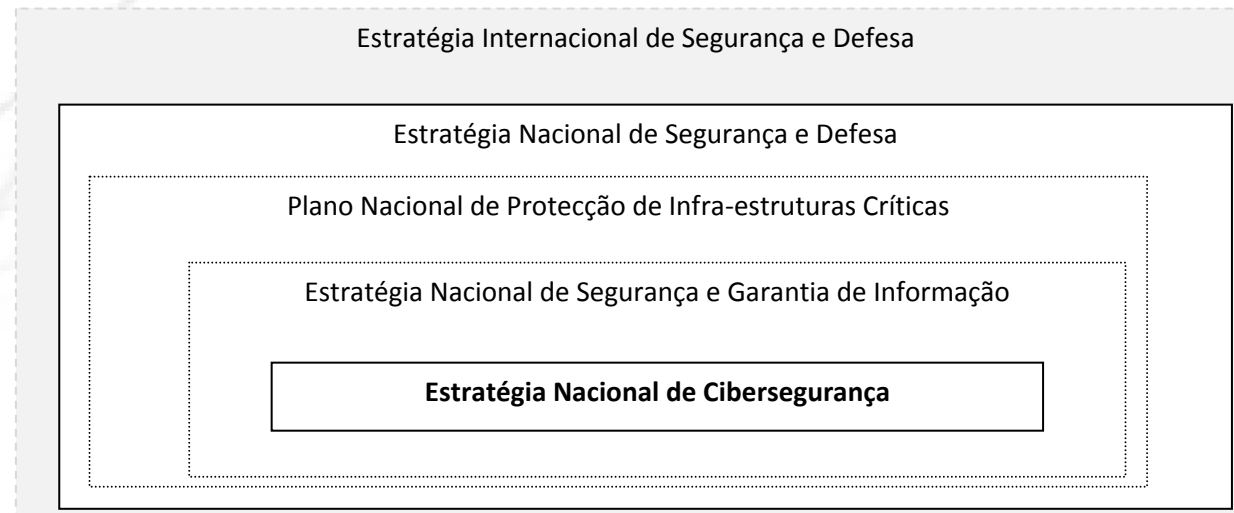 Estratégia Internacional de Segurança e Defesa
Estratégia Nacional de Segurança e Defesa
Plano Nacional de Protecção de Infra-estruturas Críticas
Estratégia Nacional de Segurança e Garantia de Informação
Estratégia Nacional de Cibersegurança